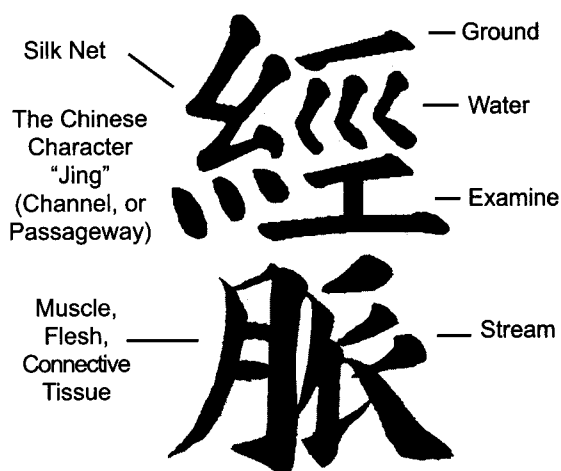 Silk Net
The Chinese
Character
“Jing”
(Channel, or
Passageway)
經
Ground
Water
Examine
Muscle,
Flesh,
Connective
Tissue
脈
Stream